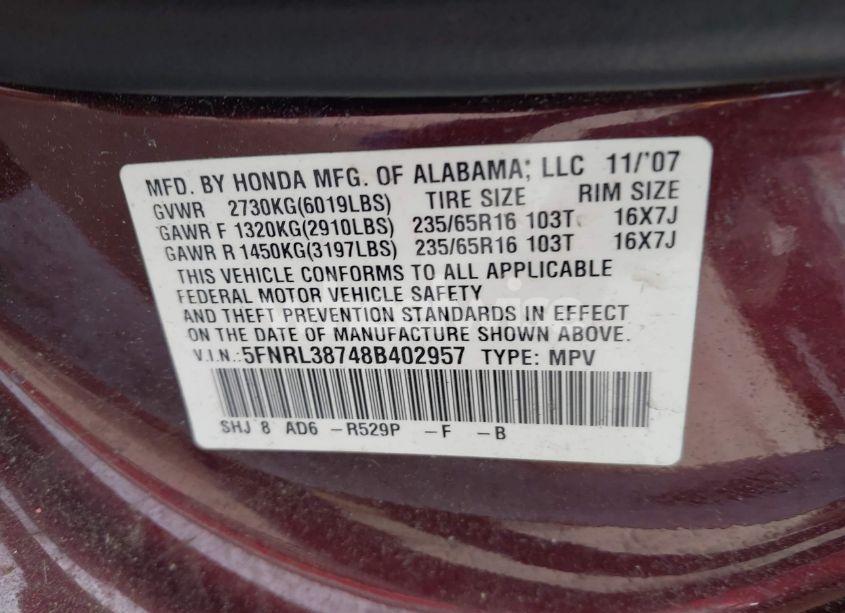 MFD. BY HONDA MFG. OF ALABAMA; LLC 11/'07
GVWR 2730KG(6019LBS) TIRE SIZE RIM SIZE
GAWR F 1320KG(2910LBS) 235/65R16 103T 16X7J
GAWR R 1450KG(3197LBS) 235/65R16 103T 16X7J
THIS VEHICLE CONFORMS TO ALL APPLICABLE
FEDERAL MOTOR VEHICLE SAFETY
AND THEFT PREVENTION STANDARDS IN EFFECT
ON THE DATE OF MANUFACTURE SHOWN ABOVE.
V.I.N.: 5FNRL38748B402957 TYPE: MPV
SHJ 8 AD6 -R529P -F -B